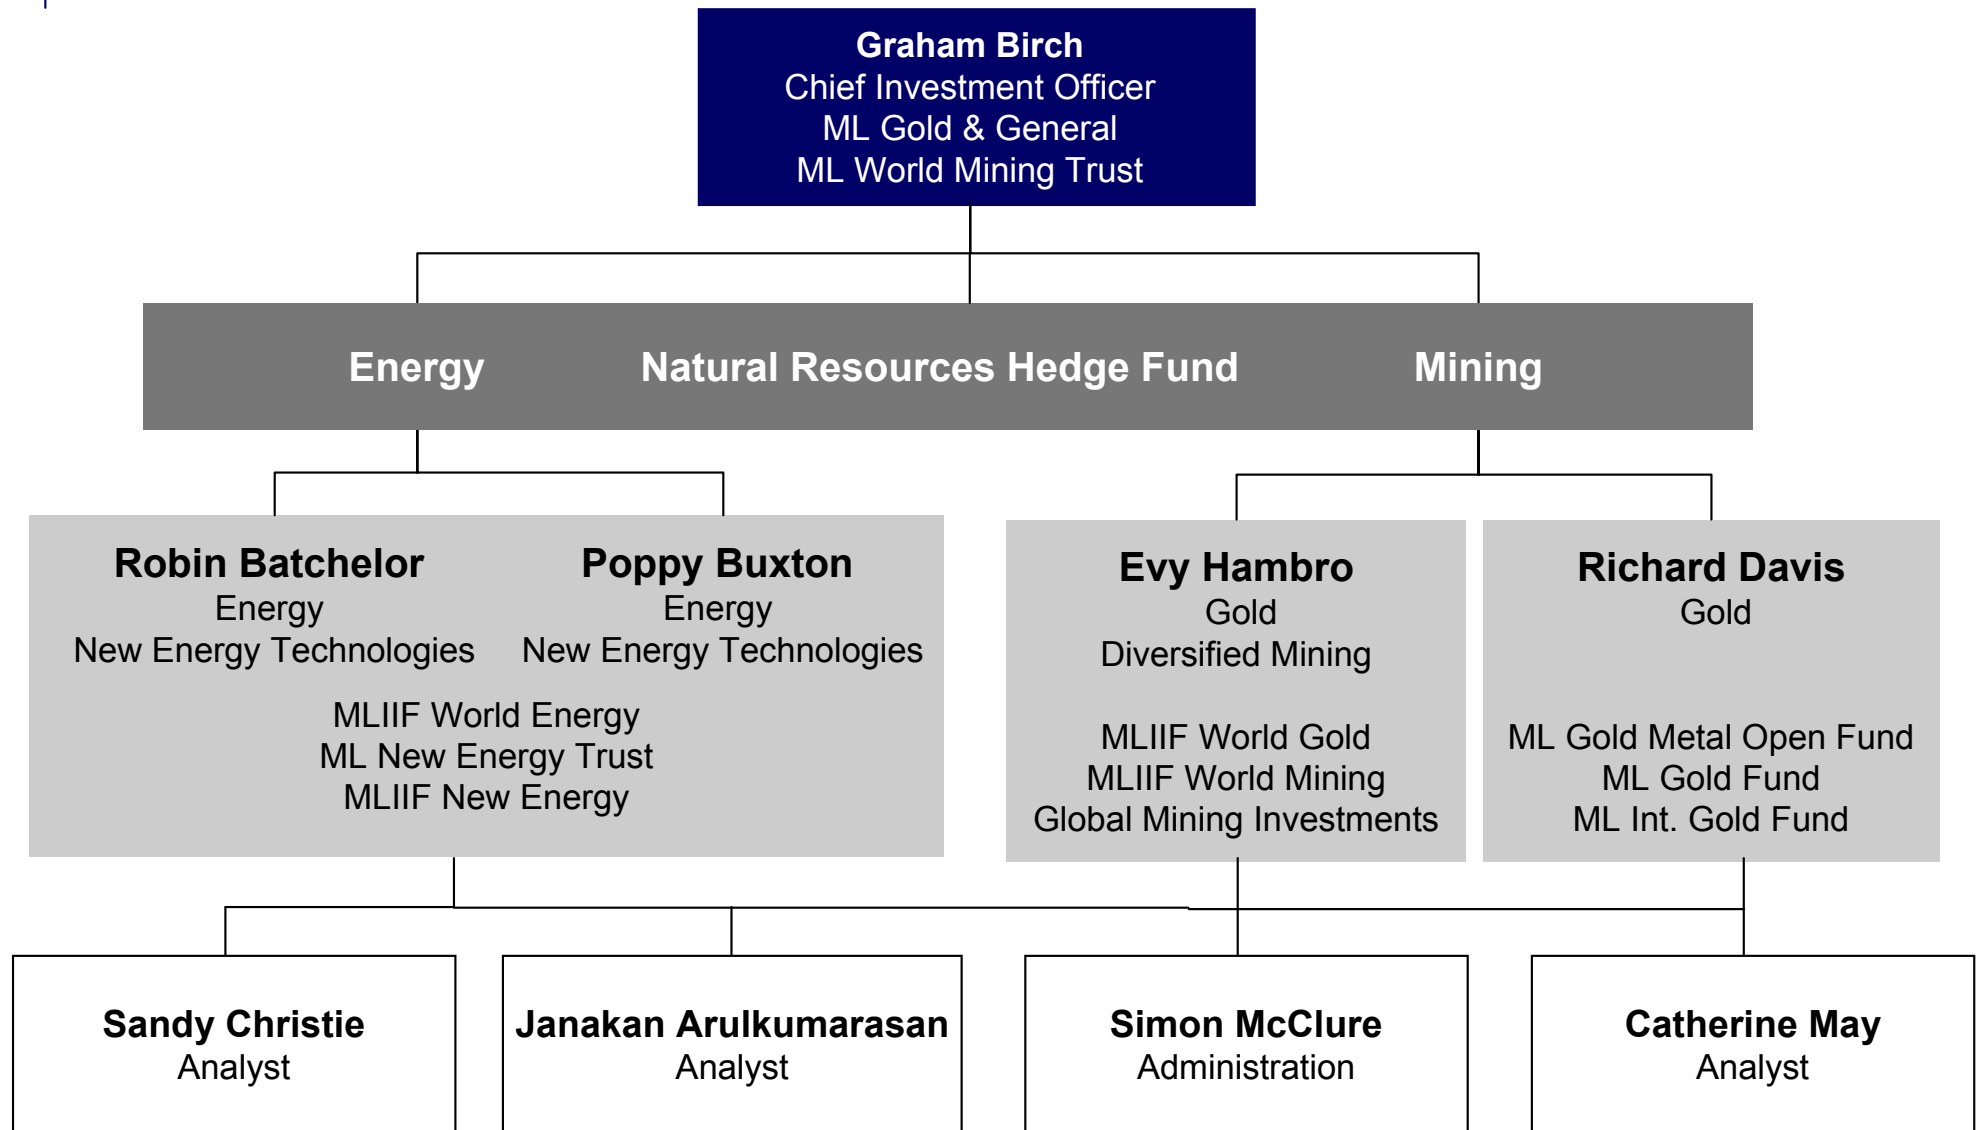 Graham Birch
Chief Investment Officer
ML Gold & General
ML World Mining Trust
Energy
Natural Resources Hedge Fund
Mining
Robin Batchelor
Energy
New Energy Technologies
Poppy Buxton
Energy
New Energy Technologies
MLIIF World Energy
ML New Energy Trust
MLIIF New Energy
Evy Hambro
Gold
Diversified Mining
MLIIF World Gold
MLIIF World Mining
Global Mining Investments
Richard Davis
Gold
ML Gold Metal Open Fund
ML Gold Fund
ML Int. Gold Fund
Sandy Christie
Analyst
Janakan Arulkumarasan
Analyst
Simon McClure
Administration
Catherine May
Analyst